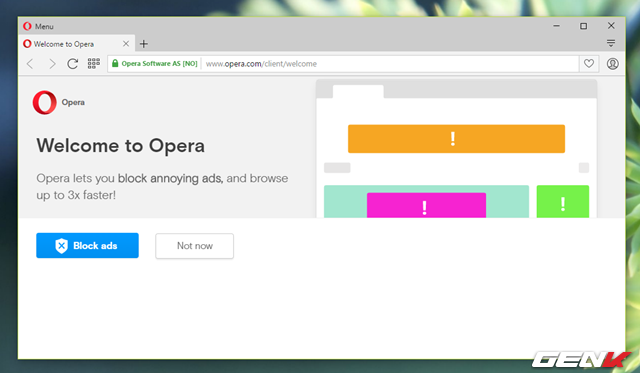 Menu
Welcome to Opera
Opera Software AS [NO]
www.opera.com/client/welcome
Opera
Welcome to Opera
Opera lets you block annoying ads, and browse
up to 3x faster!
!
!
!
Block ads
Not now
GENK